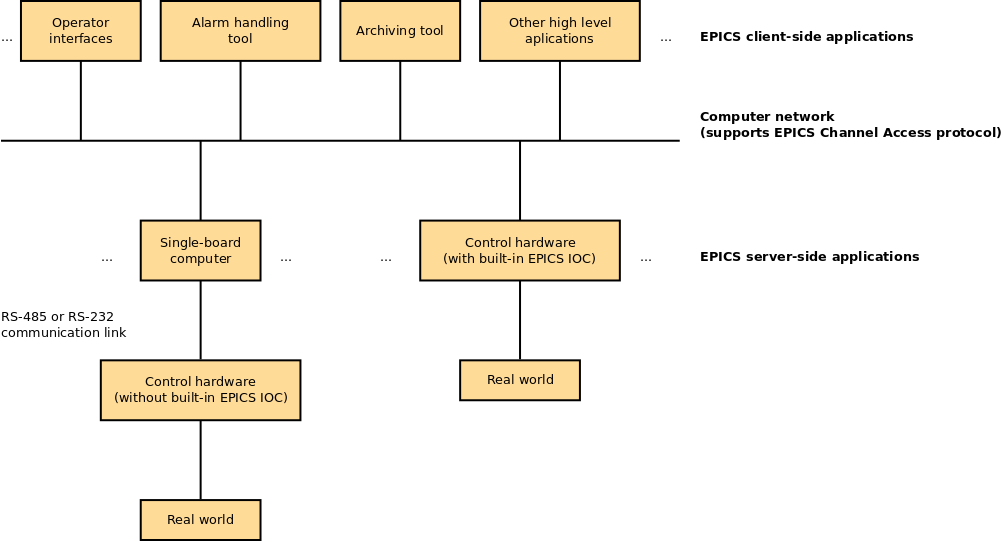 Operator
interfaces
Alarm handling
tool
Archiving tool
Other high level
aplications
...
...
EPICS client-side applications
Computer network
(supports EPICS Channel Access protocol)
Single-board
computer
Control hardware
(with built-in EPICS IOC)
...
...
...
...
EPICS server-side applications
RS-485 or RS-232
communication link
Control hardware
(without built-in EPICS IOC)
Real world
Real world